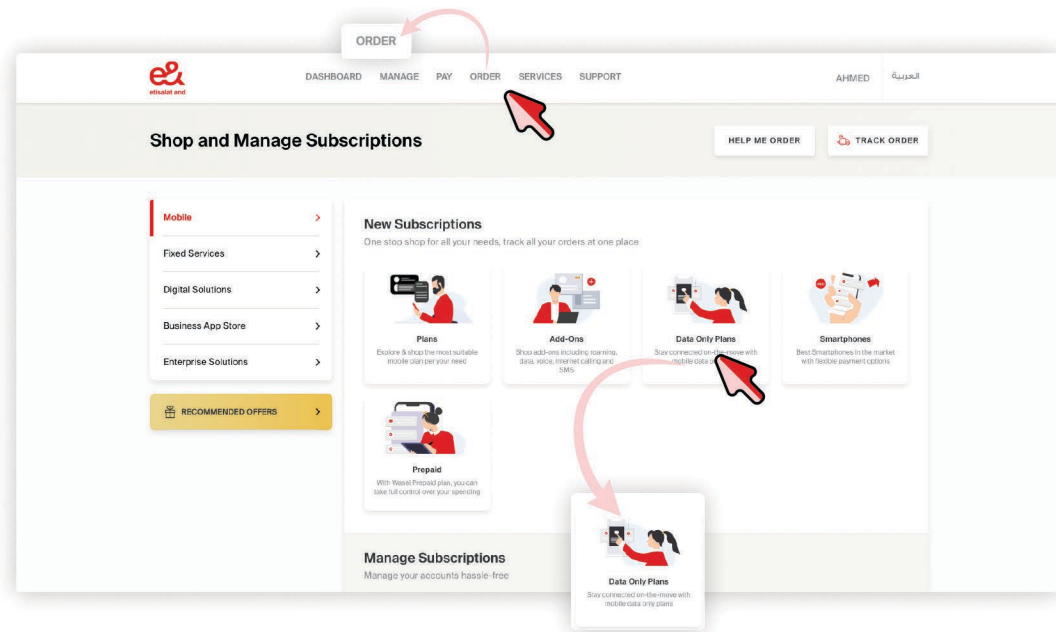 ORDER
e&
etisalat and
DASHBOARD MANAGE PAY ORDER SERVICES SUPPORT
AHMED العربية
Shop and Manage Subscriptions
HELP ME ORDER
TRACK ORDER
Mobile
Fixed Services
Digital Solutions
Business App Store
Enterprise Solutions
RECOMMENDED OFFERS
New Subscriptions
One stop shop for all your needs, track all your orders at one place
Plans
Explore & shop the most suitable
mobile plan per your need
Add-Ons
Shop add-ons including roaming,
data, voice, internet calling and
SMS
Data Only Plans
Stay connected on-the-move with
mobile data
Smartphones
Best Smartphones in the market
with flexible payment options
Prepaid
With Wasel Prepaid plan, you can
take full control over your spending
Manage Subscriptions
Manage your accounts hassle-free
Data Only Plans
Stay connected on-the-move with
mobile data only plans